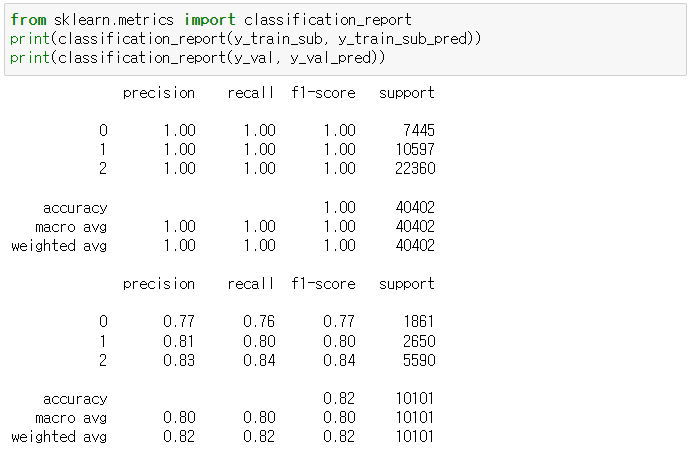 from sklearn.metrics import classification_report
print(classification_report(y_train_sub, y_train_sub_pred))
print(classification_report(y_val, y_val_pred))
precision recall f1-score support
0 1.00 1.00 1.00 7445
1 1.00 1.00 1.00 10597
2 1.00 1.00 1.00 22360
accuracy 1.00 40402
macro avg 1.00 1.00 1.00 40402
weighted avg 1.00 1.00 1.00 40402
precision recall f1-score support
0 0.77 0.76 0.77 1861
1 0.81 0.80 0.80 2650
2 0.83 0.84 0.84 5590
accuracy 0.82 10101
macro avg 0.80 0.80 0.80 10101
weighted avg 0.82 0.82 0.82 10101